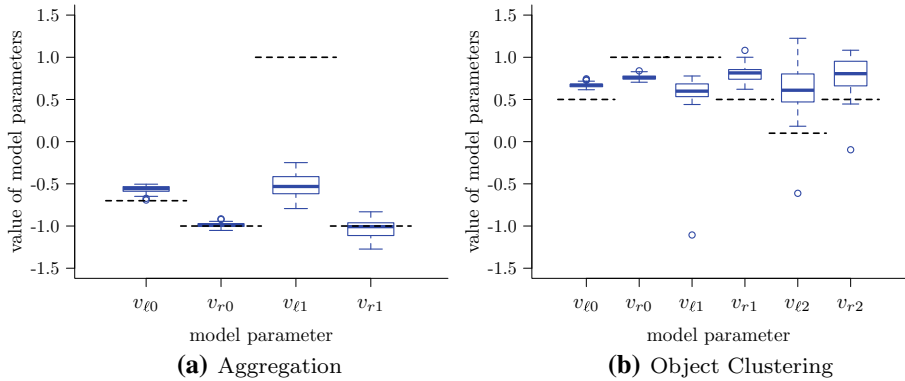 1.5
1.0
0.5
0.0
-0.5
-1.0
-1.5
value of model parameters
vℓ0 vr0 vℓ1 vr1
model parameter
(a) Aggregation
1.5
1.0
0.5
0.0
-0.5
-1.0
-1.5
value of model parameters
vℓ0 vr0 vℓ1 vr1 vℓ2 vr2
model parameter
(b) Object Clustering